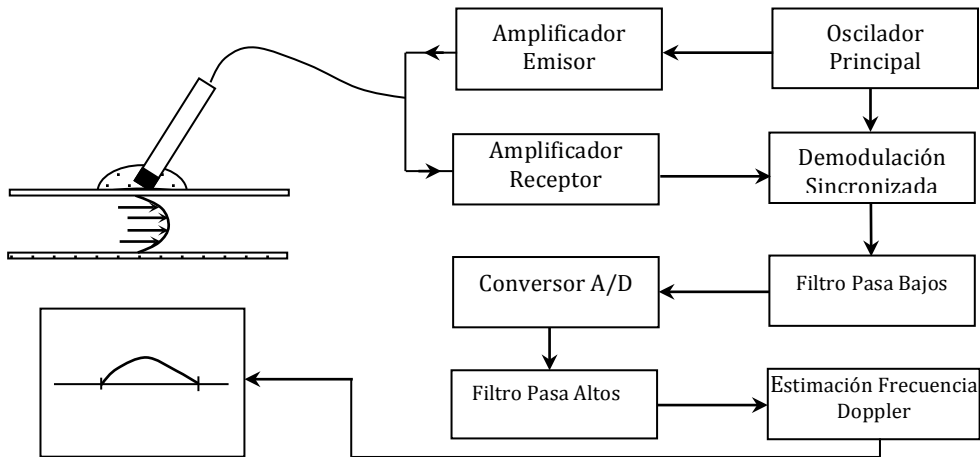 Amplificador
Emisor
Oscilador
Principal
Amplificador
Receptor
Demodulación
Sincronizada
Conversor A/D
Filtro Pasa Bajos
Filtro Pasa Altos
Estimación Frecuencia
Doppler